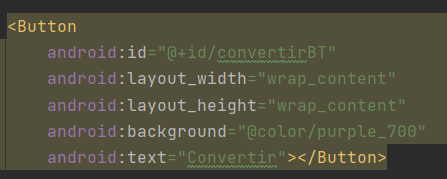 <Button
android:id="@+id/convertirBT"
android:layout_width="wrap_content"
android:layout_height="wrap_content"
android:background="@color/purple_700"
android:text="Convertir"></Button>